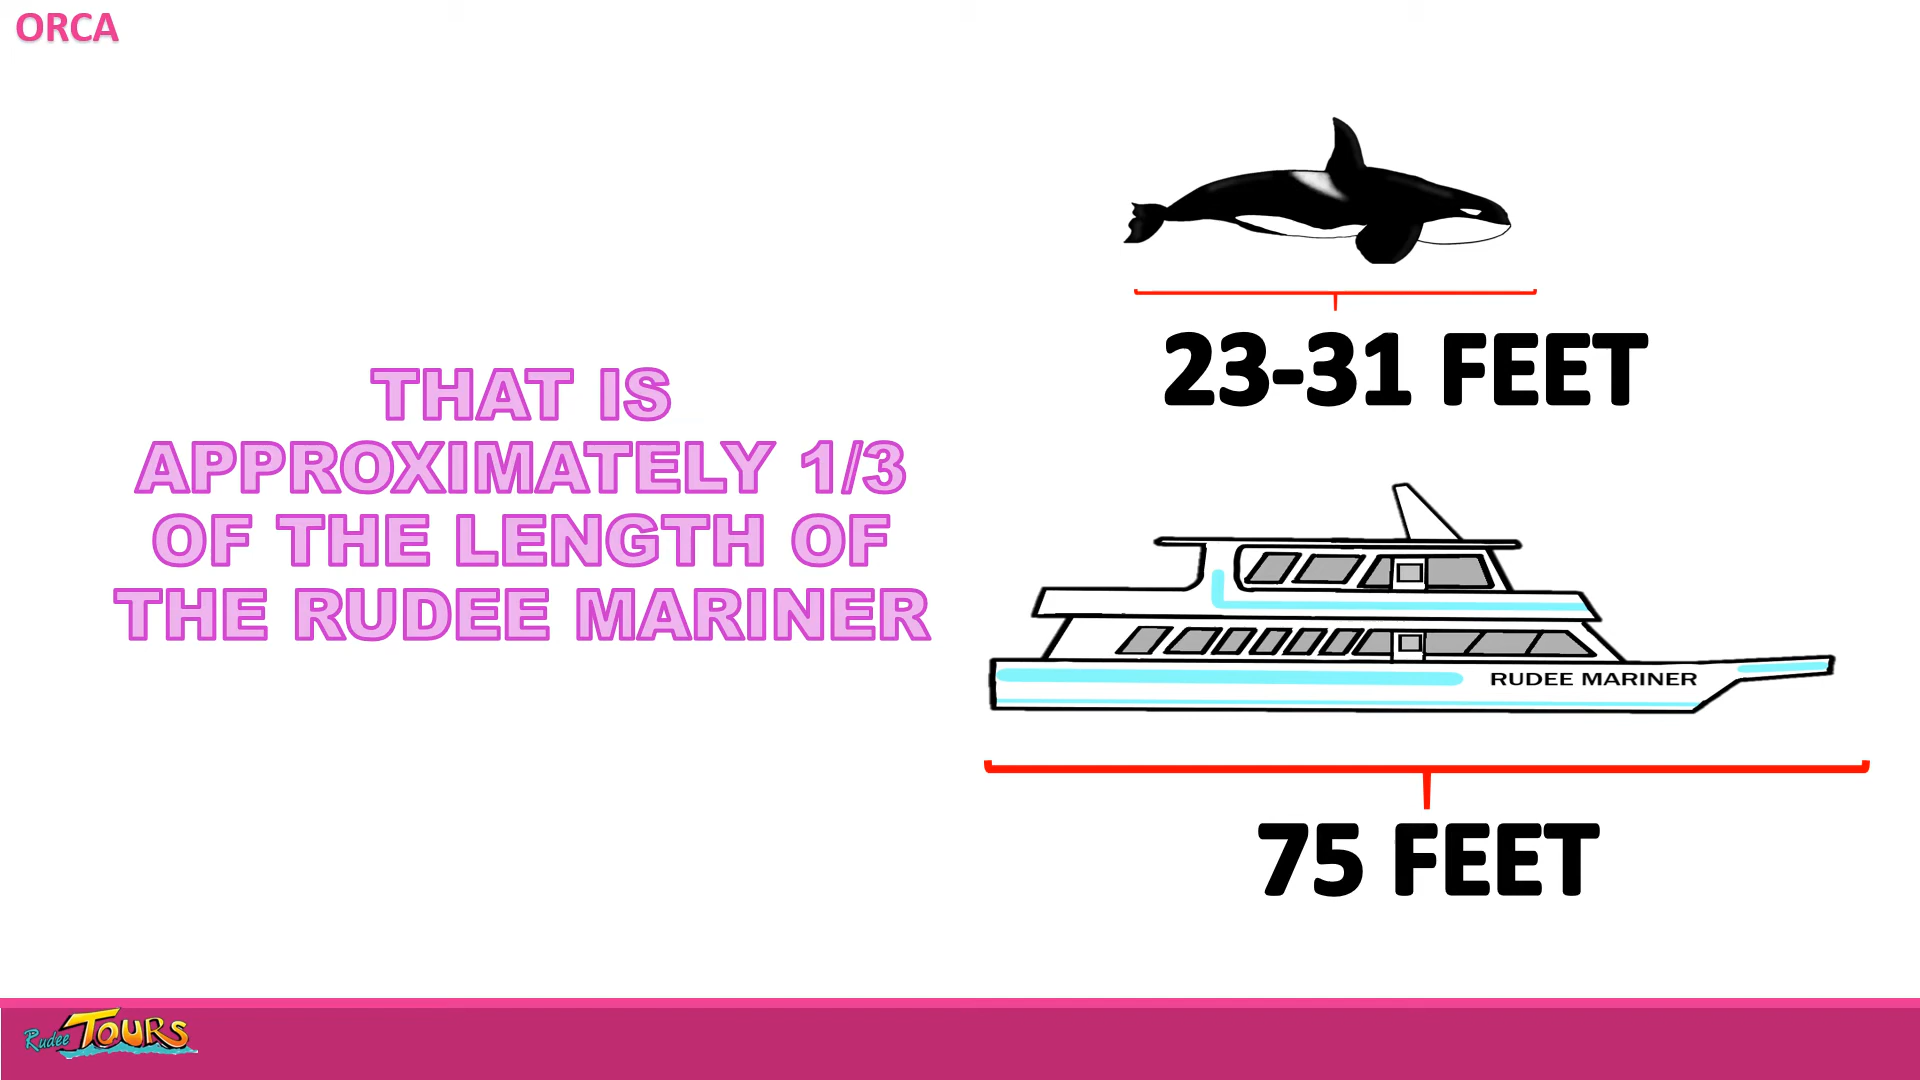 ORCA
23-31 FEET
THAT IS
APPROXIMATELY 1/3
OF THE LENGTH OF
THE RUDEE MARINER
RUDEE MARINER
75 FEET
Rudee TOURS